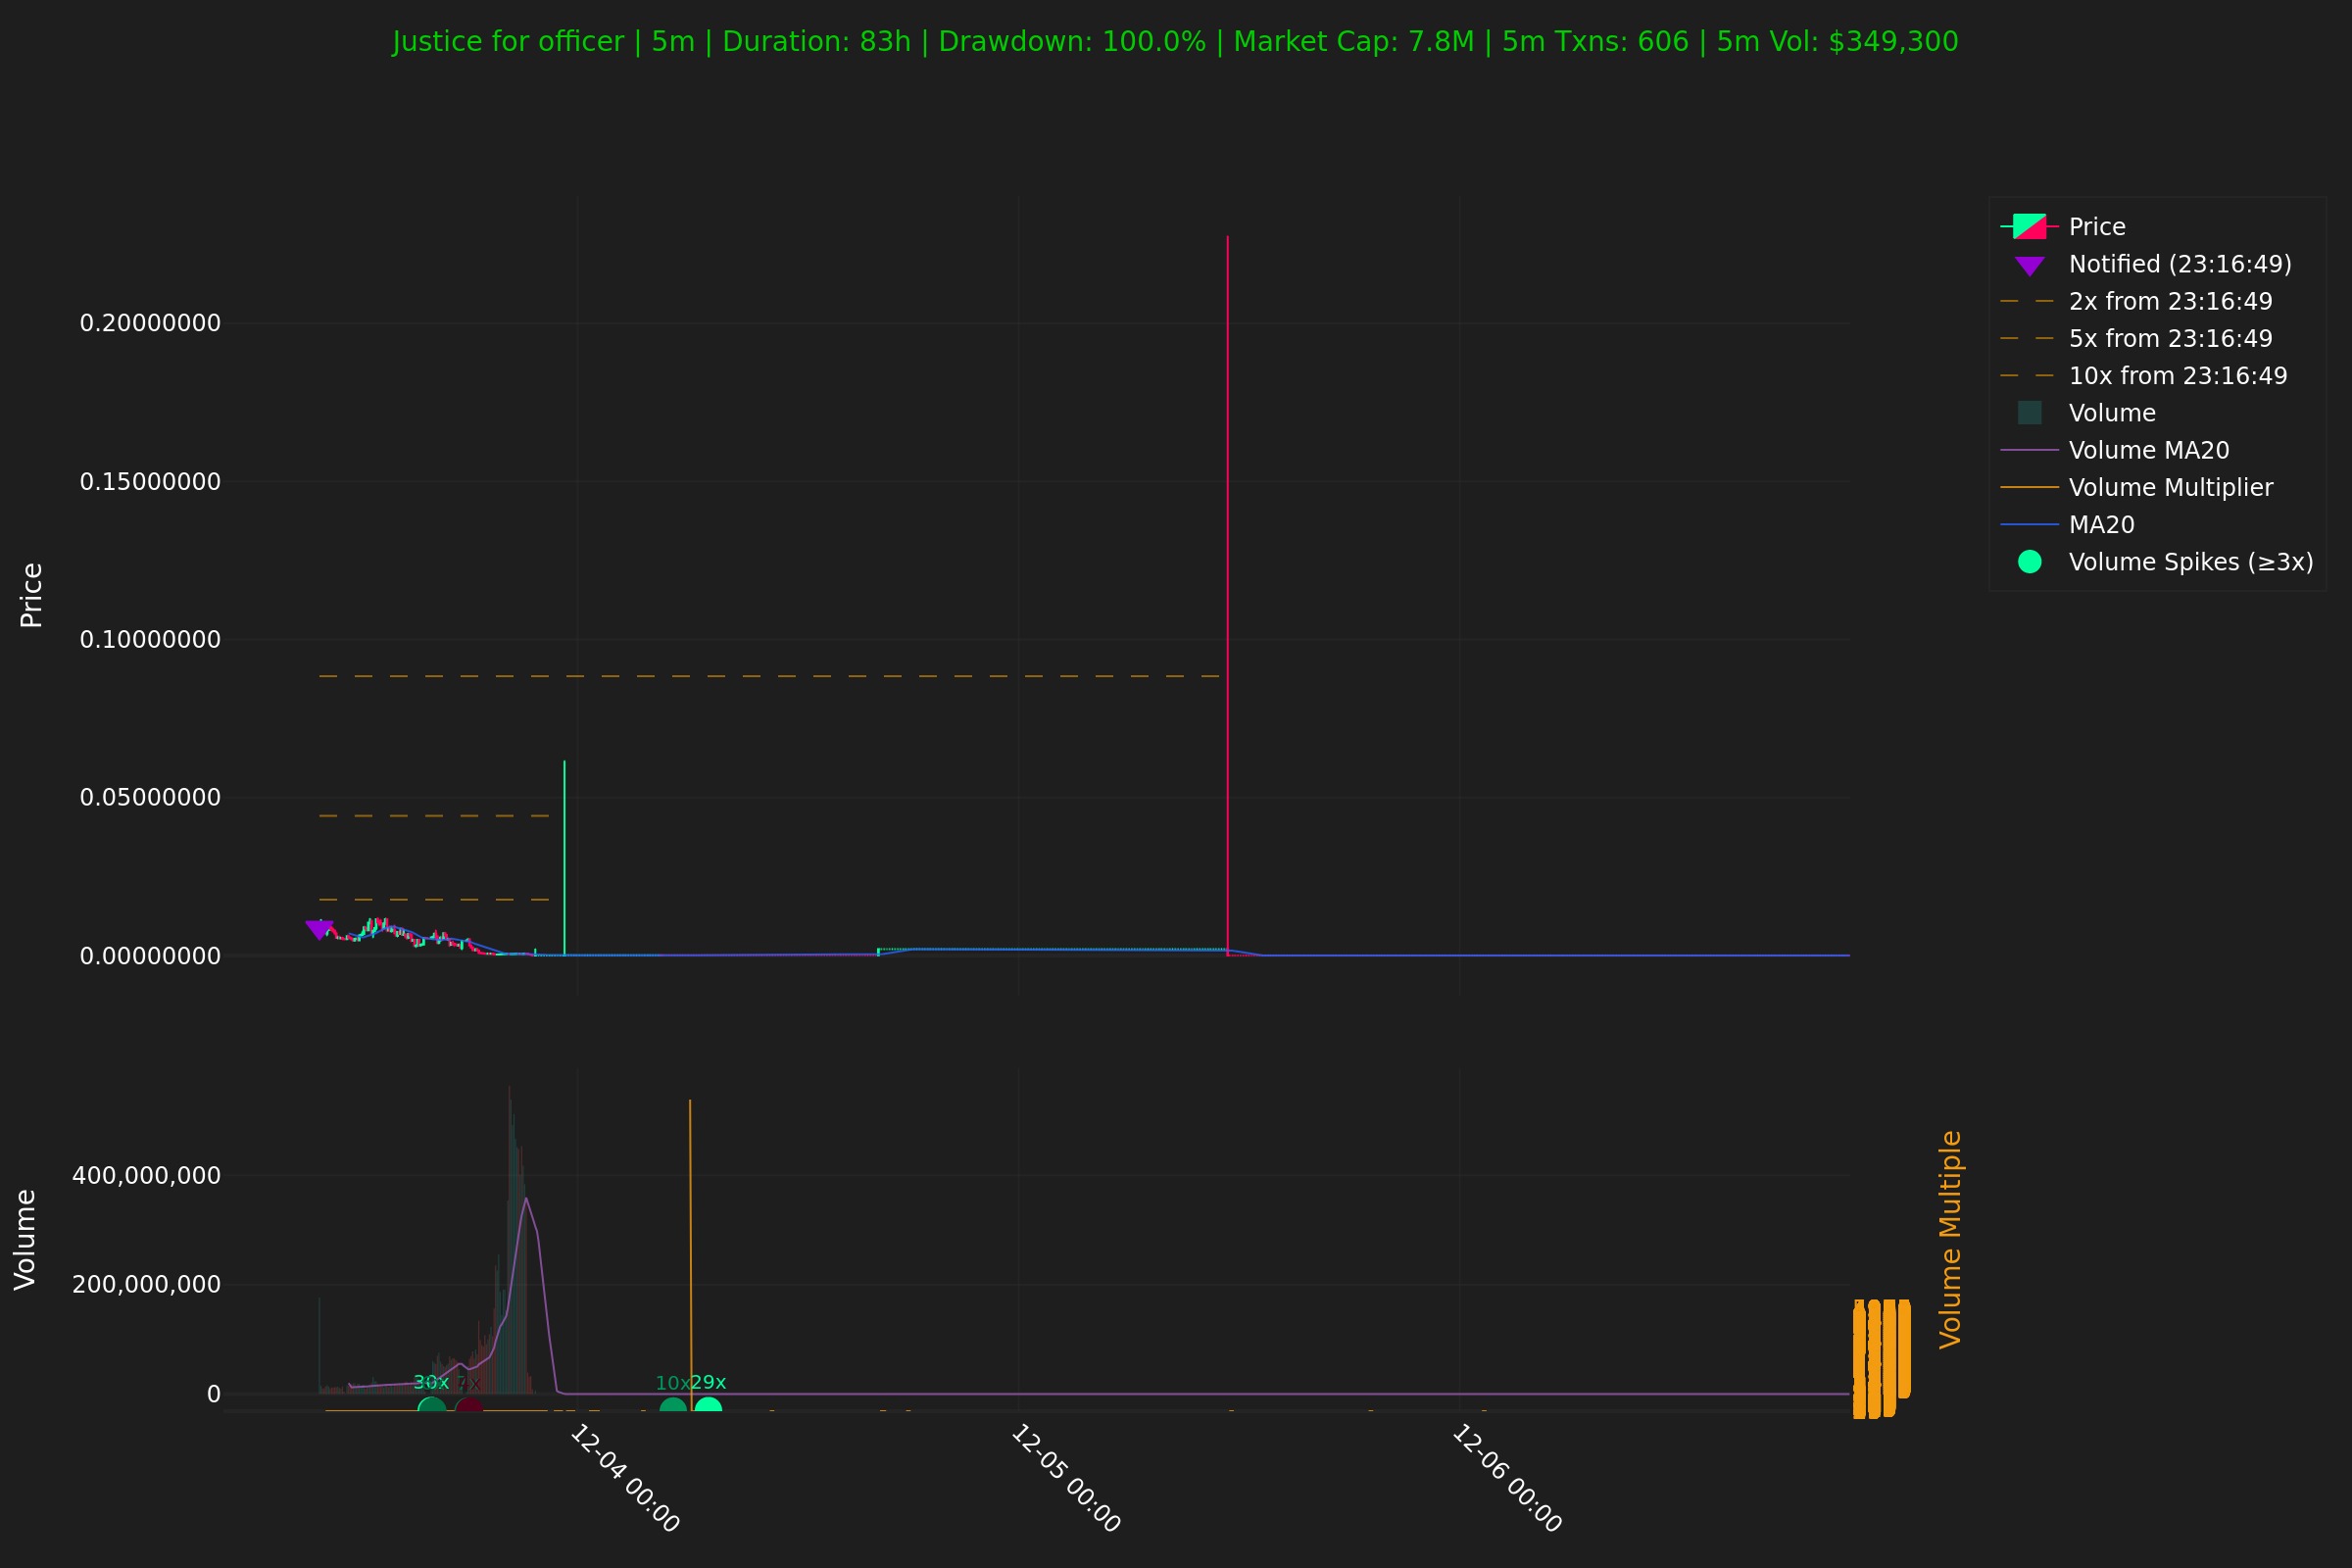 Justice for officer | 5m | Duration: 83h | Drawdown: 100.0% | Market Cap: 7.8M | 5m Txns: 606 | 5m Vol: $349,300
Price
0.20000000
0.15000000
0.10000000
0.05000000
0.00000000
Price
Notified (23:16:49)
2x from 23:16:49
5x from 23:16:49
10x from 23:16:49
Volume
Volume MA20
Volume Multiplier
MA20
Volume Spikes (≥3x)
Volume
400,000,000
200,000,000
0
10x
29x
Volume Multiple
12-04 00:00
12-05 00:00
12-06 00:00